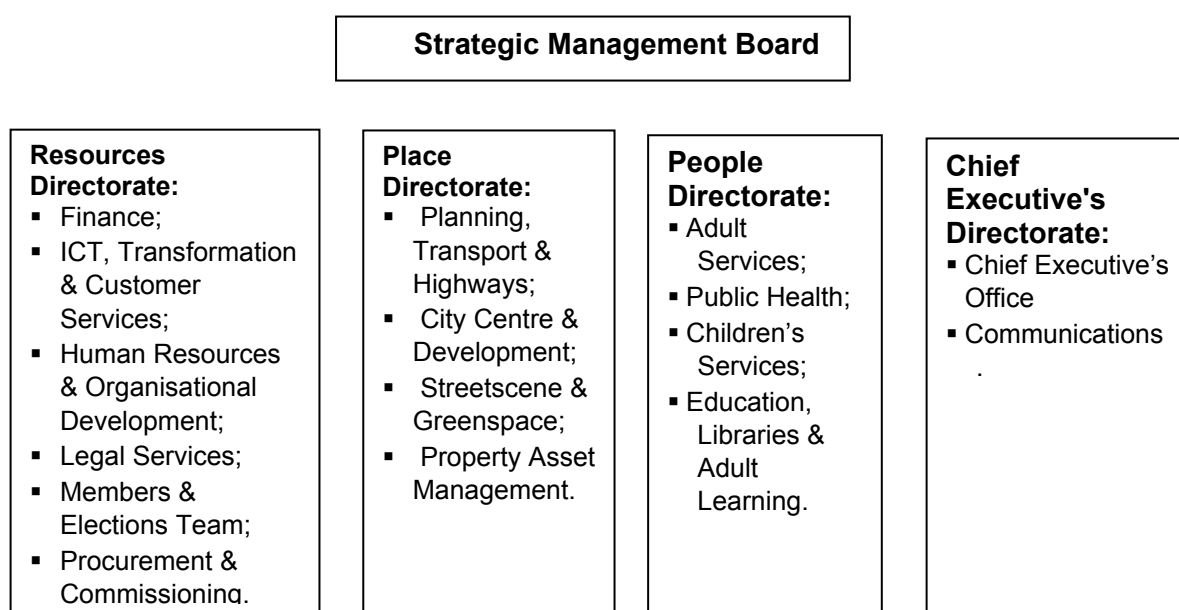 Strategic Management Board
Resources
Directorate:
▪ Finance;
▪ ICT, Transformation
& Customer
Services;
▪ Human Resources
& Organisational
Development;
▪ Legal Services;
▪ Members &
Elections Team;
▪ Procurement &
Commissioning.
Place
Directorate:
▪ Planning,
Transport &
Highways;
▪ City Centre &
Development;
▪ Streetscene &
Greenspace;
▪ Property Asset
Management.
People
Directorate:
▪ Adult
Services;
▪ Public Health;
▪ Children’s
Services;
▪ Education,
Libraries &
Adult
Learning.
Chief
Executive's
Directorate:
▪ Chief Executive’s
Office
▪ Communications
.